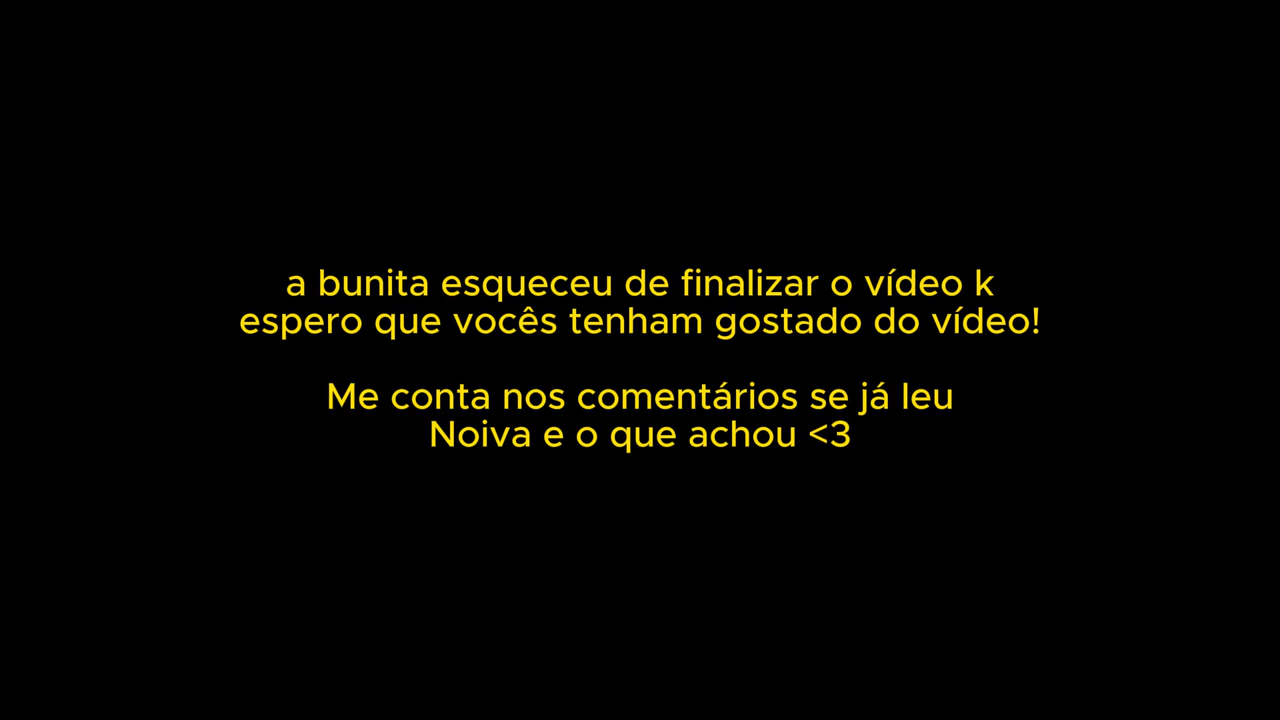 a bunita esqueceu de finalizar o vídeo k
espero que vocês tenham gostado do vídeo!
Me conta nos comentários se já leu
Noiva e o que achou <3